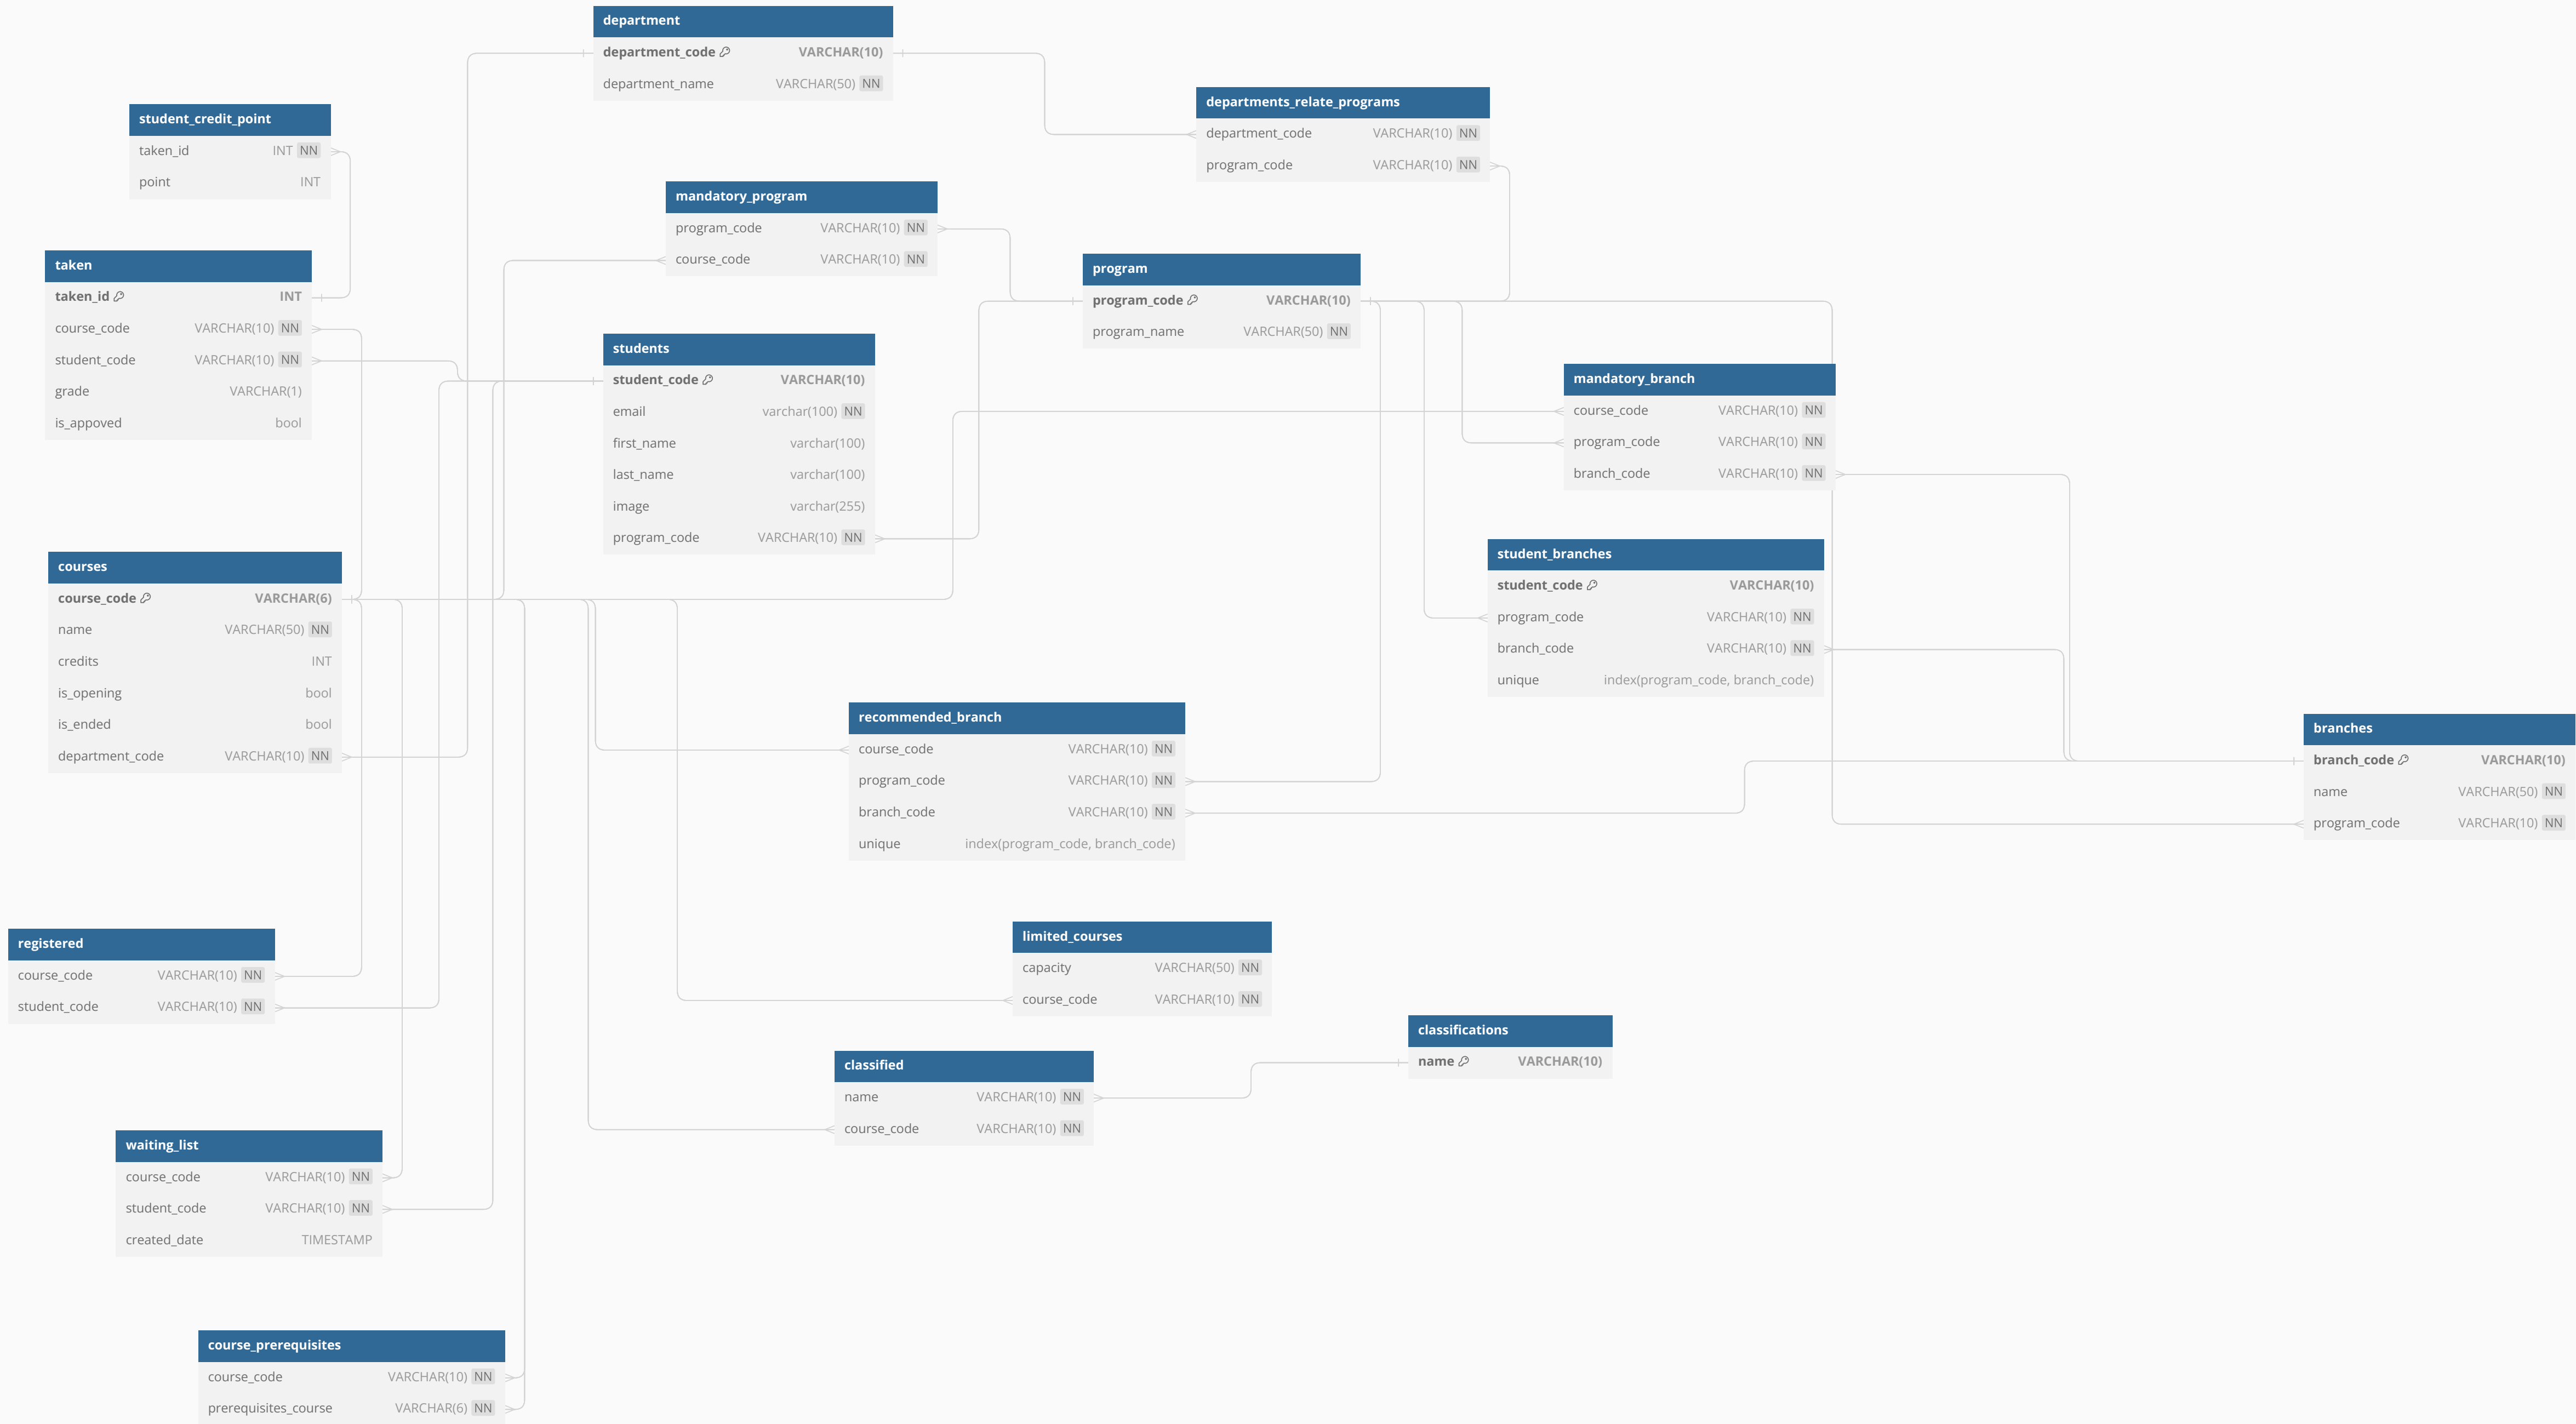 department
department_code VARCHAR(10)
department_name VARCHAR(50) NN
departments_relate_programs
department_code VARCHAR(10) NN
program_code VARCHAR(10) NN
student_credit_point
taken_id INT NN
point INT
mandatory_program
program_code VARCHAR(10) NN
course_code VARCHAR(10) NN
taken
taken_id INT
course_code VARCHAR(10) NN
student_code VARCHAR(10) NN
grade VARCHAR(1)
is_appoved bool
program
program_code VARCHAR(10)
program_name VARCHAR(50) NN
students
student_code VARCHAR(10)
email varchar(100) NN
first_name varchar(100)
last_name varchar(100)
image varchar(255)
program_code VARCHAR(10) NN
mandatory_branch
course_code VARCHAR(10) NN
program_code VARCHAR(10) NN
branch_code VARCHAR(10) NN
courses
course_code VARCHAR(6)
name VARCHAR(50) NN
credits INT
is_opening bool
is_ended bool
department_code VARCHAR(10) NN
student_branches
student_code VARCHAR(10)
program_code VARCHAR(10) NN
branch_code VARCHAR(10) NN
unique index(program_code, branch_code)
recommended_branch
course_code VARCHAR(10) NN
program_code VARCHAR(10) NN
branch_code VARCHAR(10) NN
unique index(program_code, branch_code)
branches
branch_code VARCHAR(10)
name VARCHAR(50) NN
program_code VARCHAR(10) NN
registered
course_code VARCHAR(10) NN
student_code VARCHAR(10) NN
limited_courses
capacity VARCHAR(50) NN
course_code VARCHAR(10) NN
classifications
name VARCHAR(10)
classified
name VARCHAR(10) NN
course_code VARCHAR(10) NN
waiting_list
course_code VARCHAR(10) NN
student_code VARCHAR(10) NN
created_date TIMESTAMP
course_prerequisites
course_code VARCHAR(10) NN
prerequisites_course VARCHAR(6) NN